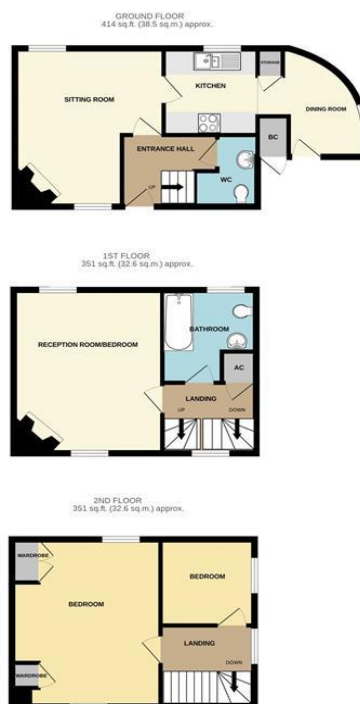 GROUND FLOOR
414 sq.ft. (38.5 sq.m.) approx.
STORAGE
KITCHEN
SITTING ROOM
DINING ROOM
BC
ENTRANCE HALL
WC
UP
1ST FLOOR
351 sq.ft. (32.6 sq.m.) approx.
BATHROOM
RECEPTION ROOM/BEDROOM
AC
LANDING
UP
DOWN
2ND FLOOR
351 sq.ft. (32.6 sq.m.) approx.
WARDROBE
BEDROOM
BEDROOM
LANDING
DOWN
WARDROBE